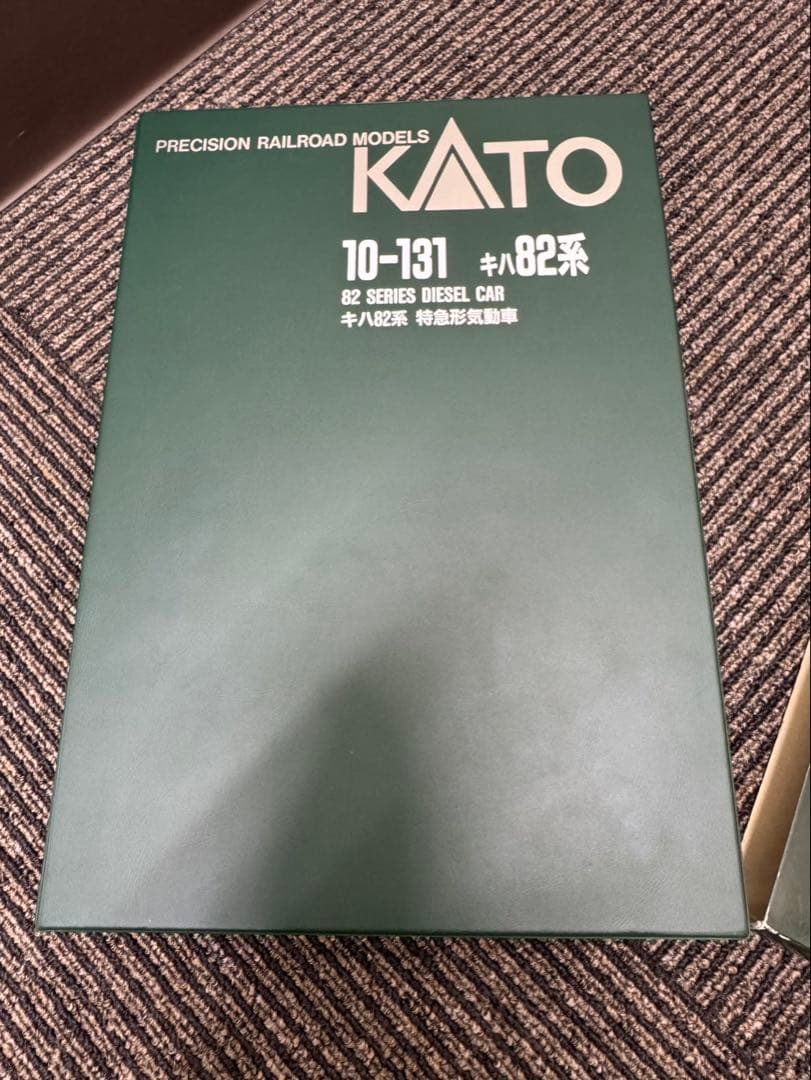 PRECISION RAILROAD MODELS
KATO
10-131 キハ82系
82 SERIES DIESEL CAR
キハ82系 特急形気動車